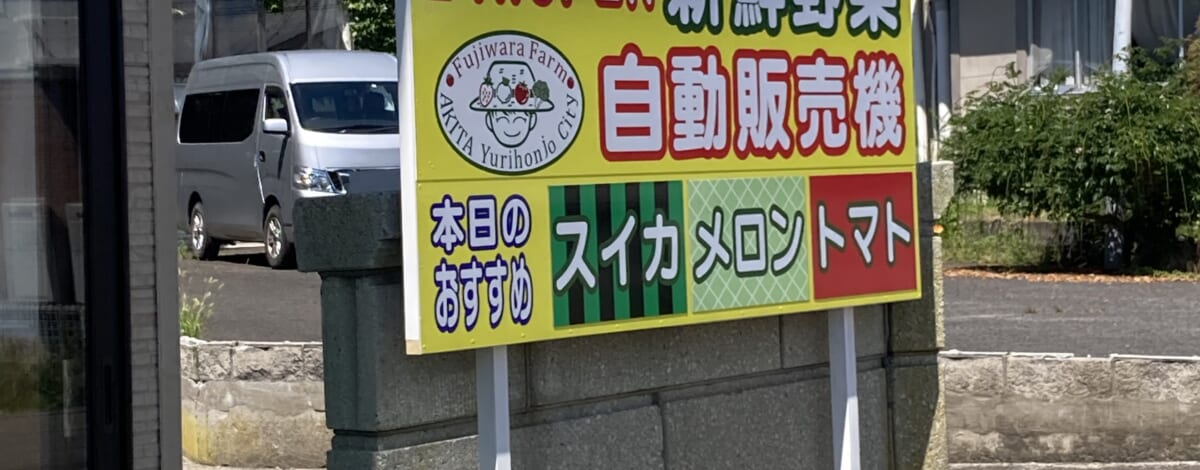 新鮮野菜
自動販売機
Fujiwara Farm
AKITA Yurihonjo City
本日の
おすすめ
スイカ
メロン
トマト